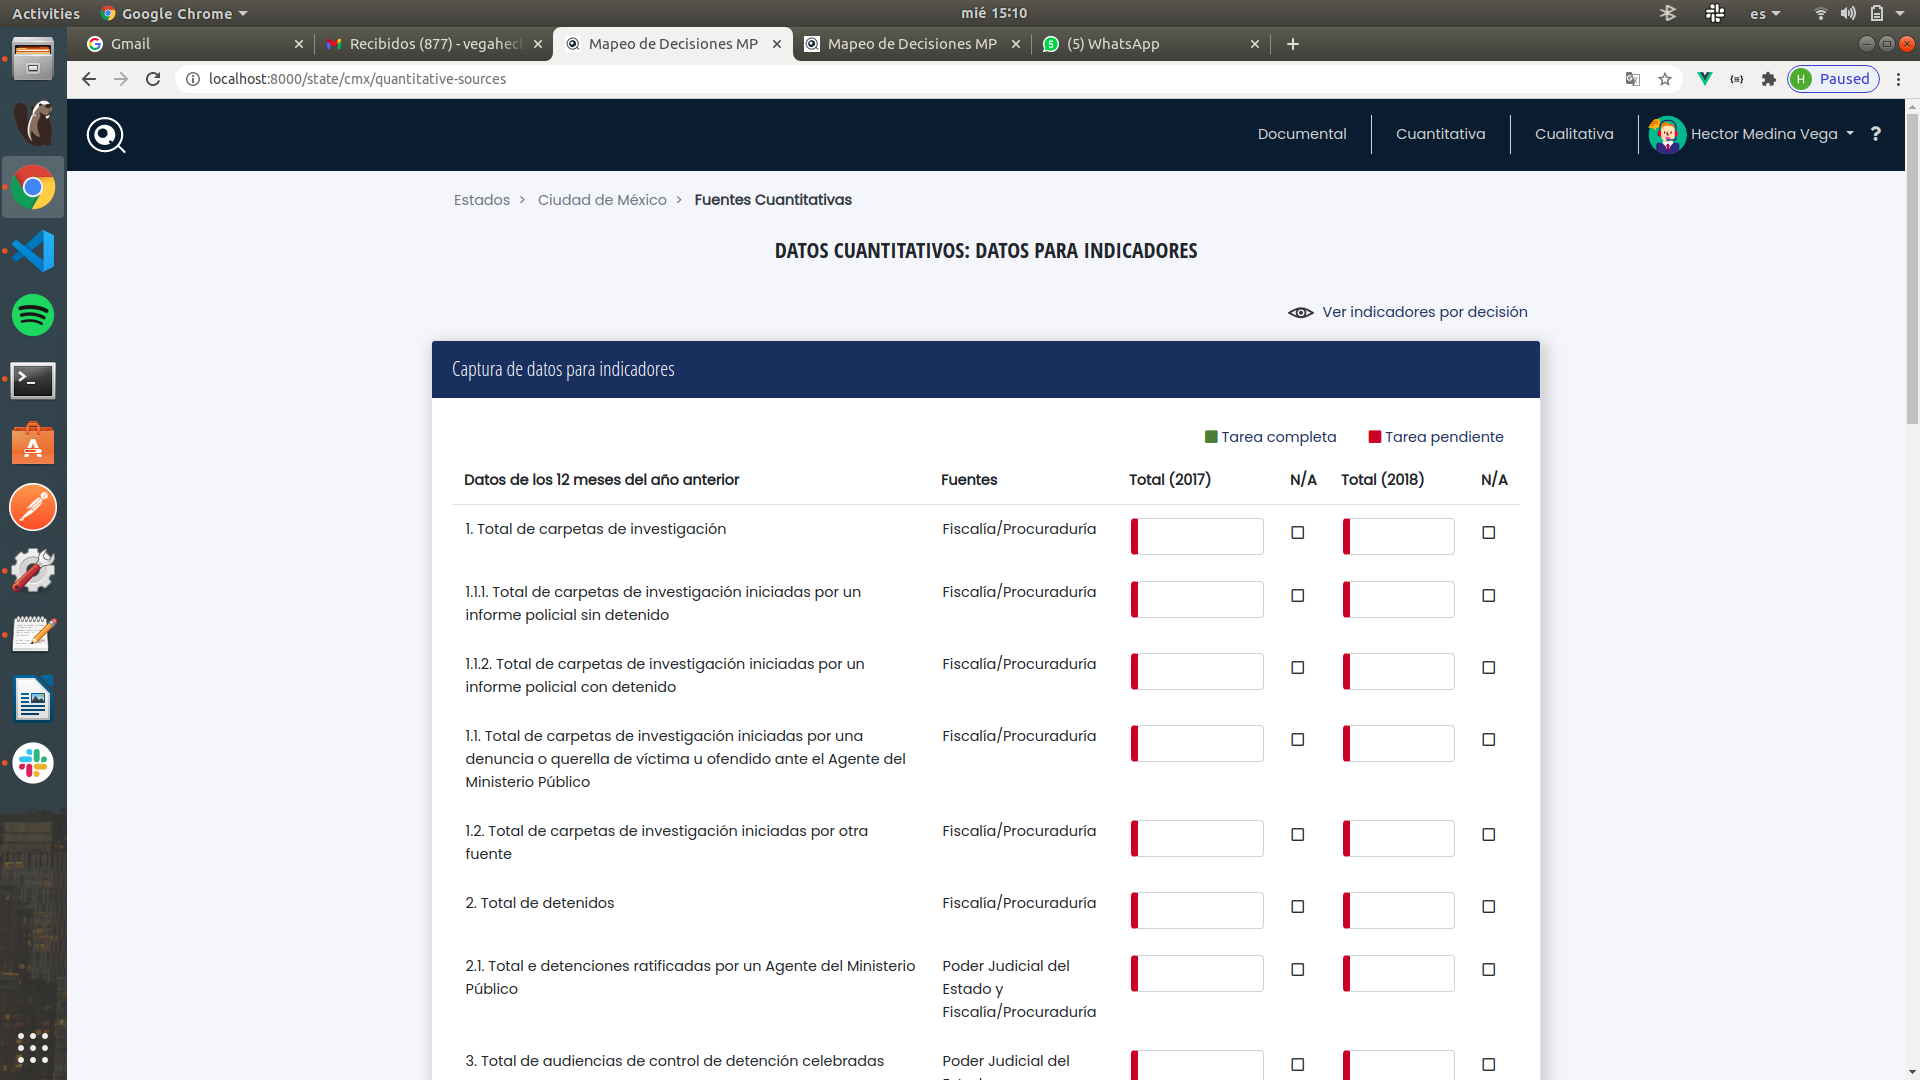 Activities Google Chrome mié 15:10 es
Gmail Recibidos (877) - vegahect Mapeo de Decisiones MP Mapeo de Decisiones MP (5) WhatsApp
localhost:8000/state/cmx/quantitative-sources H Paused
Documental Cuantitativa Cualitativa Hector Medina Vega ?
Estados > Ciudad de México > Fuentes Cuantitativas
DATOS CUANTITATIVOS: DATOS PARA INDICADORES
Ver indicadores por decisión
Captura de datos para indicadores
Tarea completa Tarea pendiente
Datos de los 12 meses del año anterior Fuentes Total (2017) N/A Total (2018) N/A
1. Total de carpetas de investigación Fiscalía/Procuraduría
1.1.1. Total de carpetas de investigación iniciadas por un Fiscalía/Procuraduría
informe policial sin detenido
1.1.2. Total de carpetas de investigación iniciadas por un Fiscalía/Procuraduría
informe policial con detenido
1.1. Total de carpetas de investigación iniciadas por una Fiscalía/Procuraduría
denuncia o querella de víctima u ofendido ante el Agente del
Ministerio Público
1.2. Total de carpetas de investigación iniciadas por otra Fiscalía/Procuraduría
fuente
2. Total de detenidos Fiscalía/Procuraduría
2.1. Total e detenciones ratificadas por un Agente del Ministerio Poder Judicial del
Público Estado y
Fiscalía/Procuraduría
3. Total de audiencias de control de detención celebradas Poder Judicial del